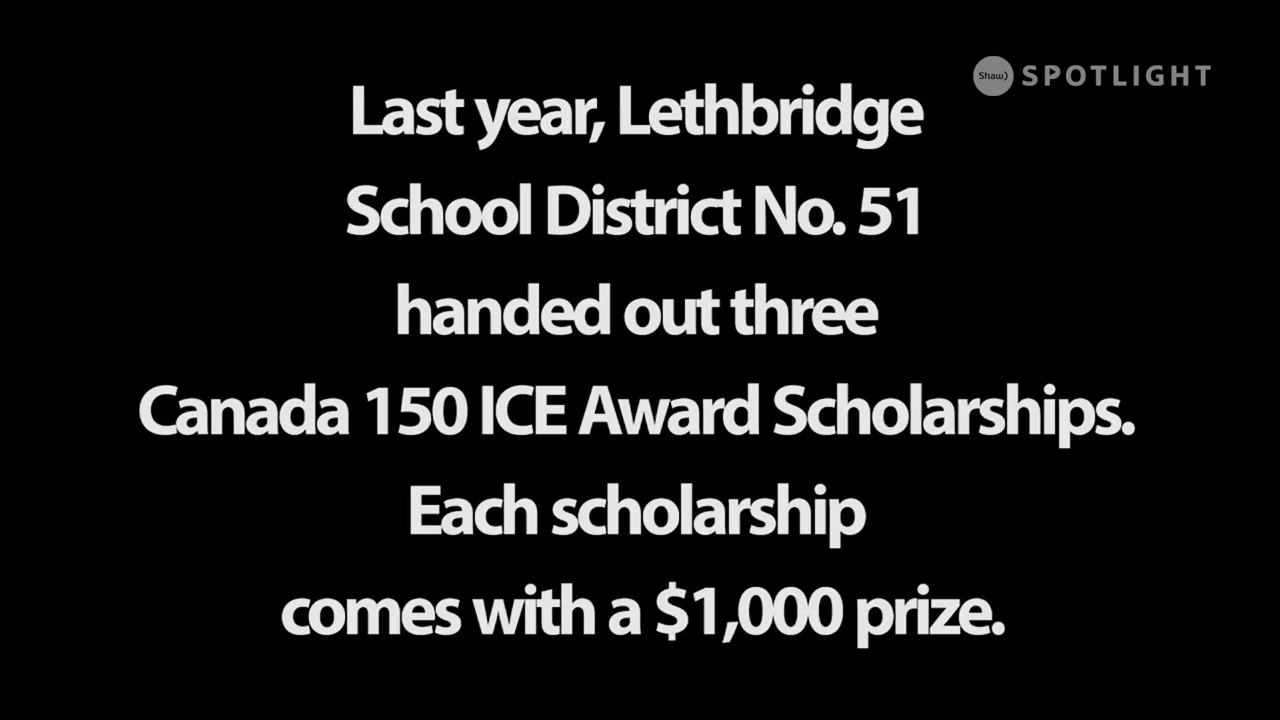 Shaw) SPOTLIGHT
Last year, Lethbridge
School District No. 51
handed out three
Canada 150 ICE Award Scholarships.
Each scholarship
comes with a $1,000 prize.